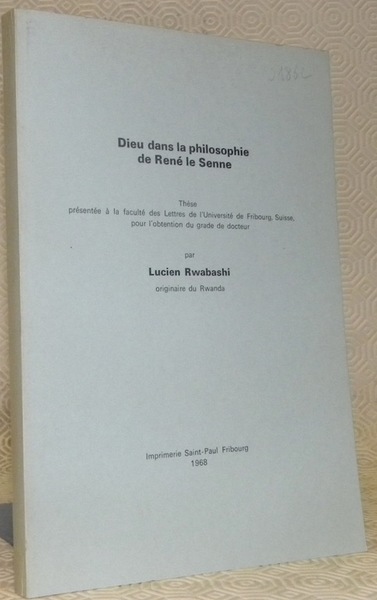 Dieu dans la philosophie
de René le Senne
Thèse
présentée à la faculté des Lettres de l'Université de Fribourg, Suisse,
pour l'obtention du grade de docteur
par
Lucien Rwabashi
originaire du Rwanda
Imprimerie Saint-Paul Fribourg
1968